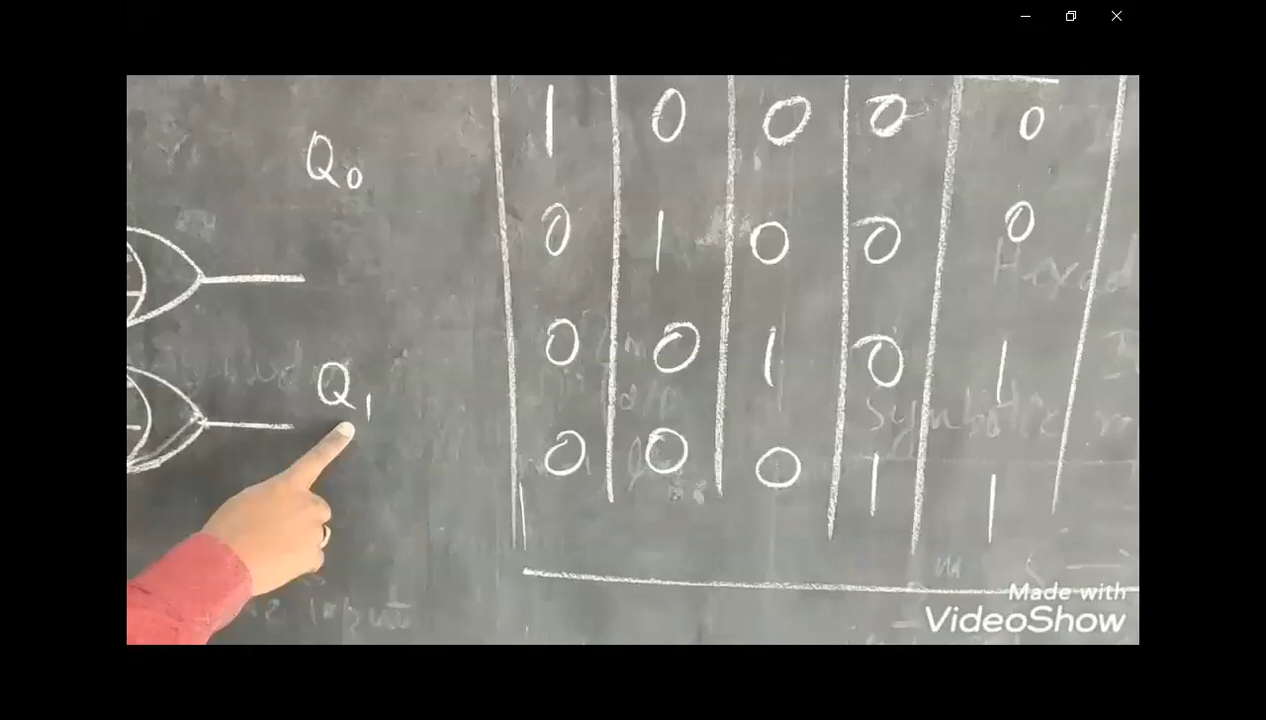 Q0
1 0 0 0 0
0 1 0 0 0
Q1
0 0 1 0 1
0 0 0 1 1
Symbolic
Made with
VideoShow